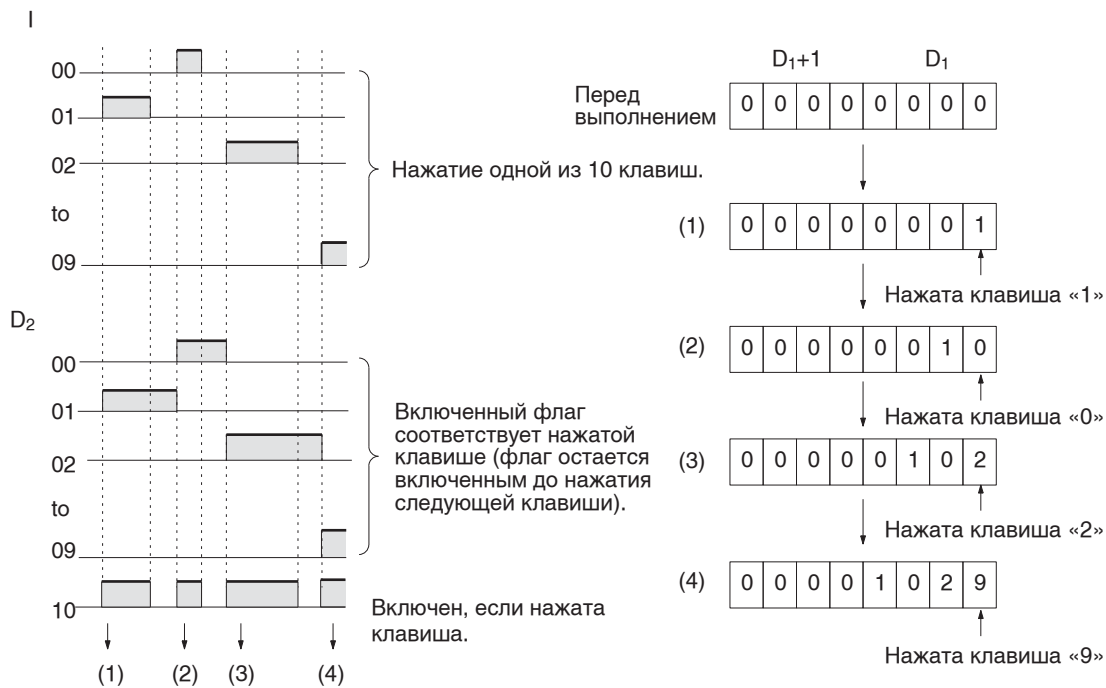 I
00
01
02
to
09
Нажатие одной из 10 клавиш.
D₂
00
01
02
to
09
10
Включенный флаг
соответствует нажатой
клавише (флаг остается
включенным до нажатия
следующей клавиши).
Включен, если нажата
клавиша.
(1) (2) (3) (4)
D₁+1 D₁
Перед
выполнением
0 0 0 0 0 0 0 0
(1) 0 0 0 0 0 0 0 1
Нажата клавиша «1»
(2) 0 0 0 0 0 0 1 0
Нажата клавиша «0»
(3) 0 0 0 0 0 1 0 2
Нажата клавиша «2»
(4) 0 0 0 0 1 0 2 9
Нажата клавиша «9»